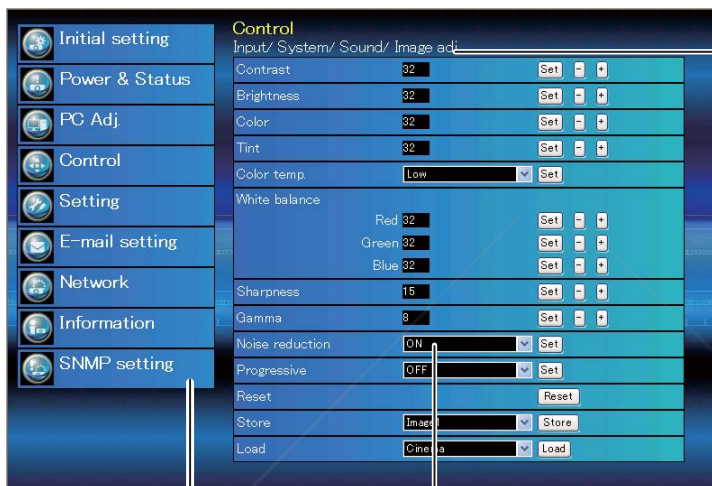 Initial setting
Power & Status
PC Adj.
Control
Setting
E-mail setting
Network
Information
SNMP setting
Control
Input/ System/ Sound/ Image adj.
Contrast 32 Set - +
Brightness 32 Set - +
Color 32 Set - +
Tint 32 Set - +
Color temp. Low Set
White balance
Red 32 Set - +
Green 32 Set - +
Blue 32 Set - +
Sharpness 15 Set - +
Gamma 8 Set - +
Noise reduction ON Set
Progressive OFF Set
Reset Reset
Store Image1 Store
Load Cinema Load